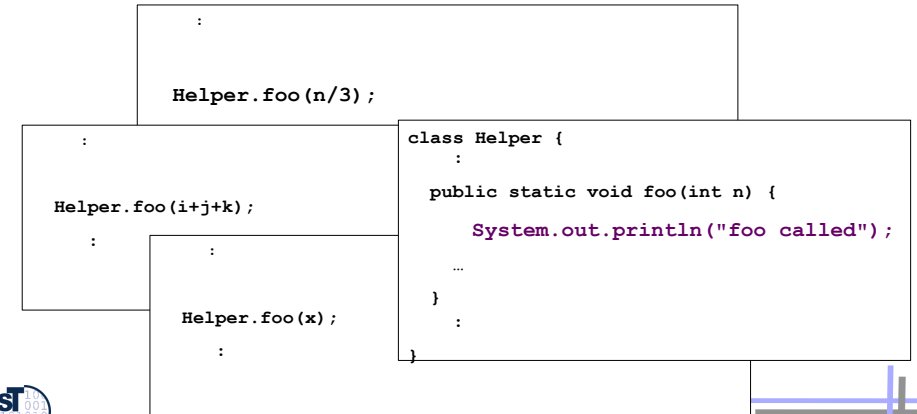 :
Helper.foo(n/3);
:
Helper.foo(i+j+k);
:
:
Helper.foo(x);
:
class Helper {
:
public static void foo(int n) {
System.out.println("foo called");
…
}
:
}